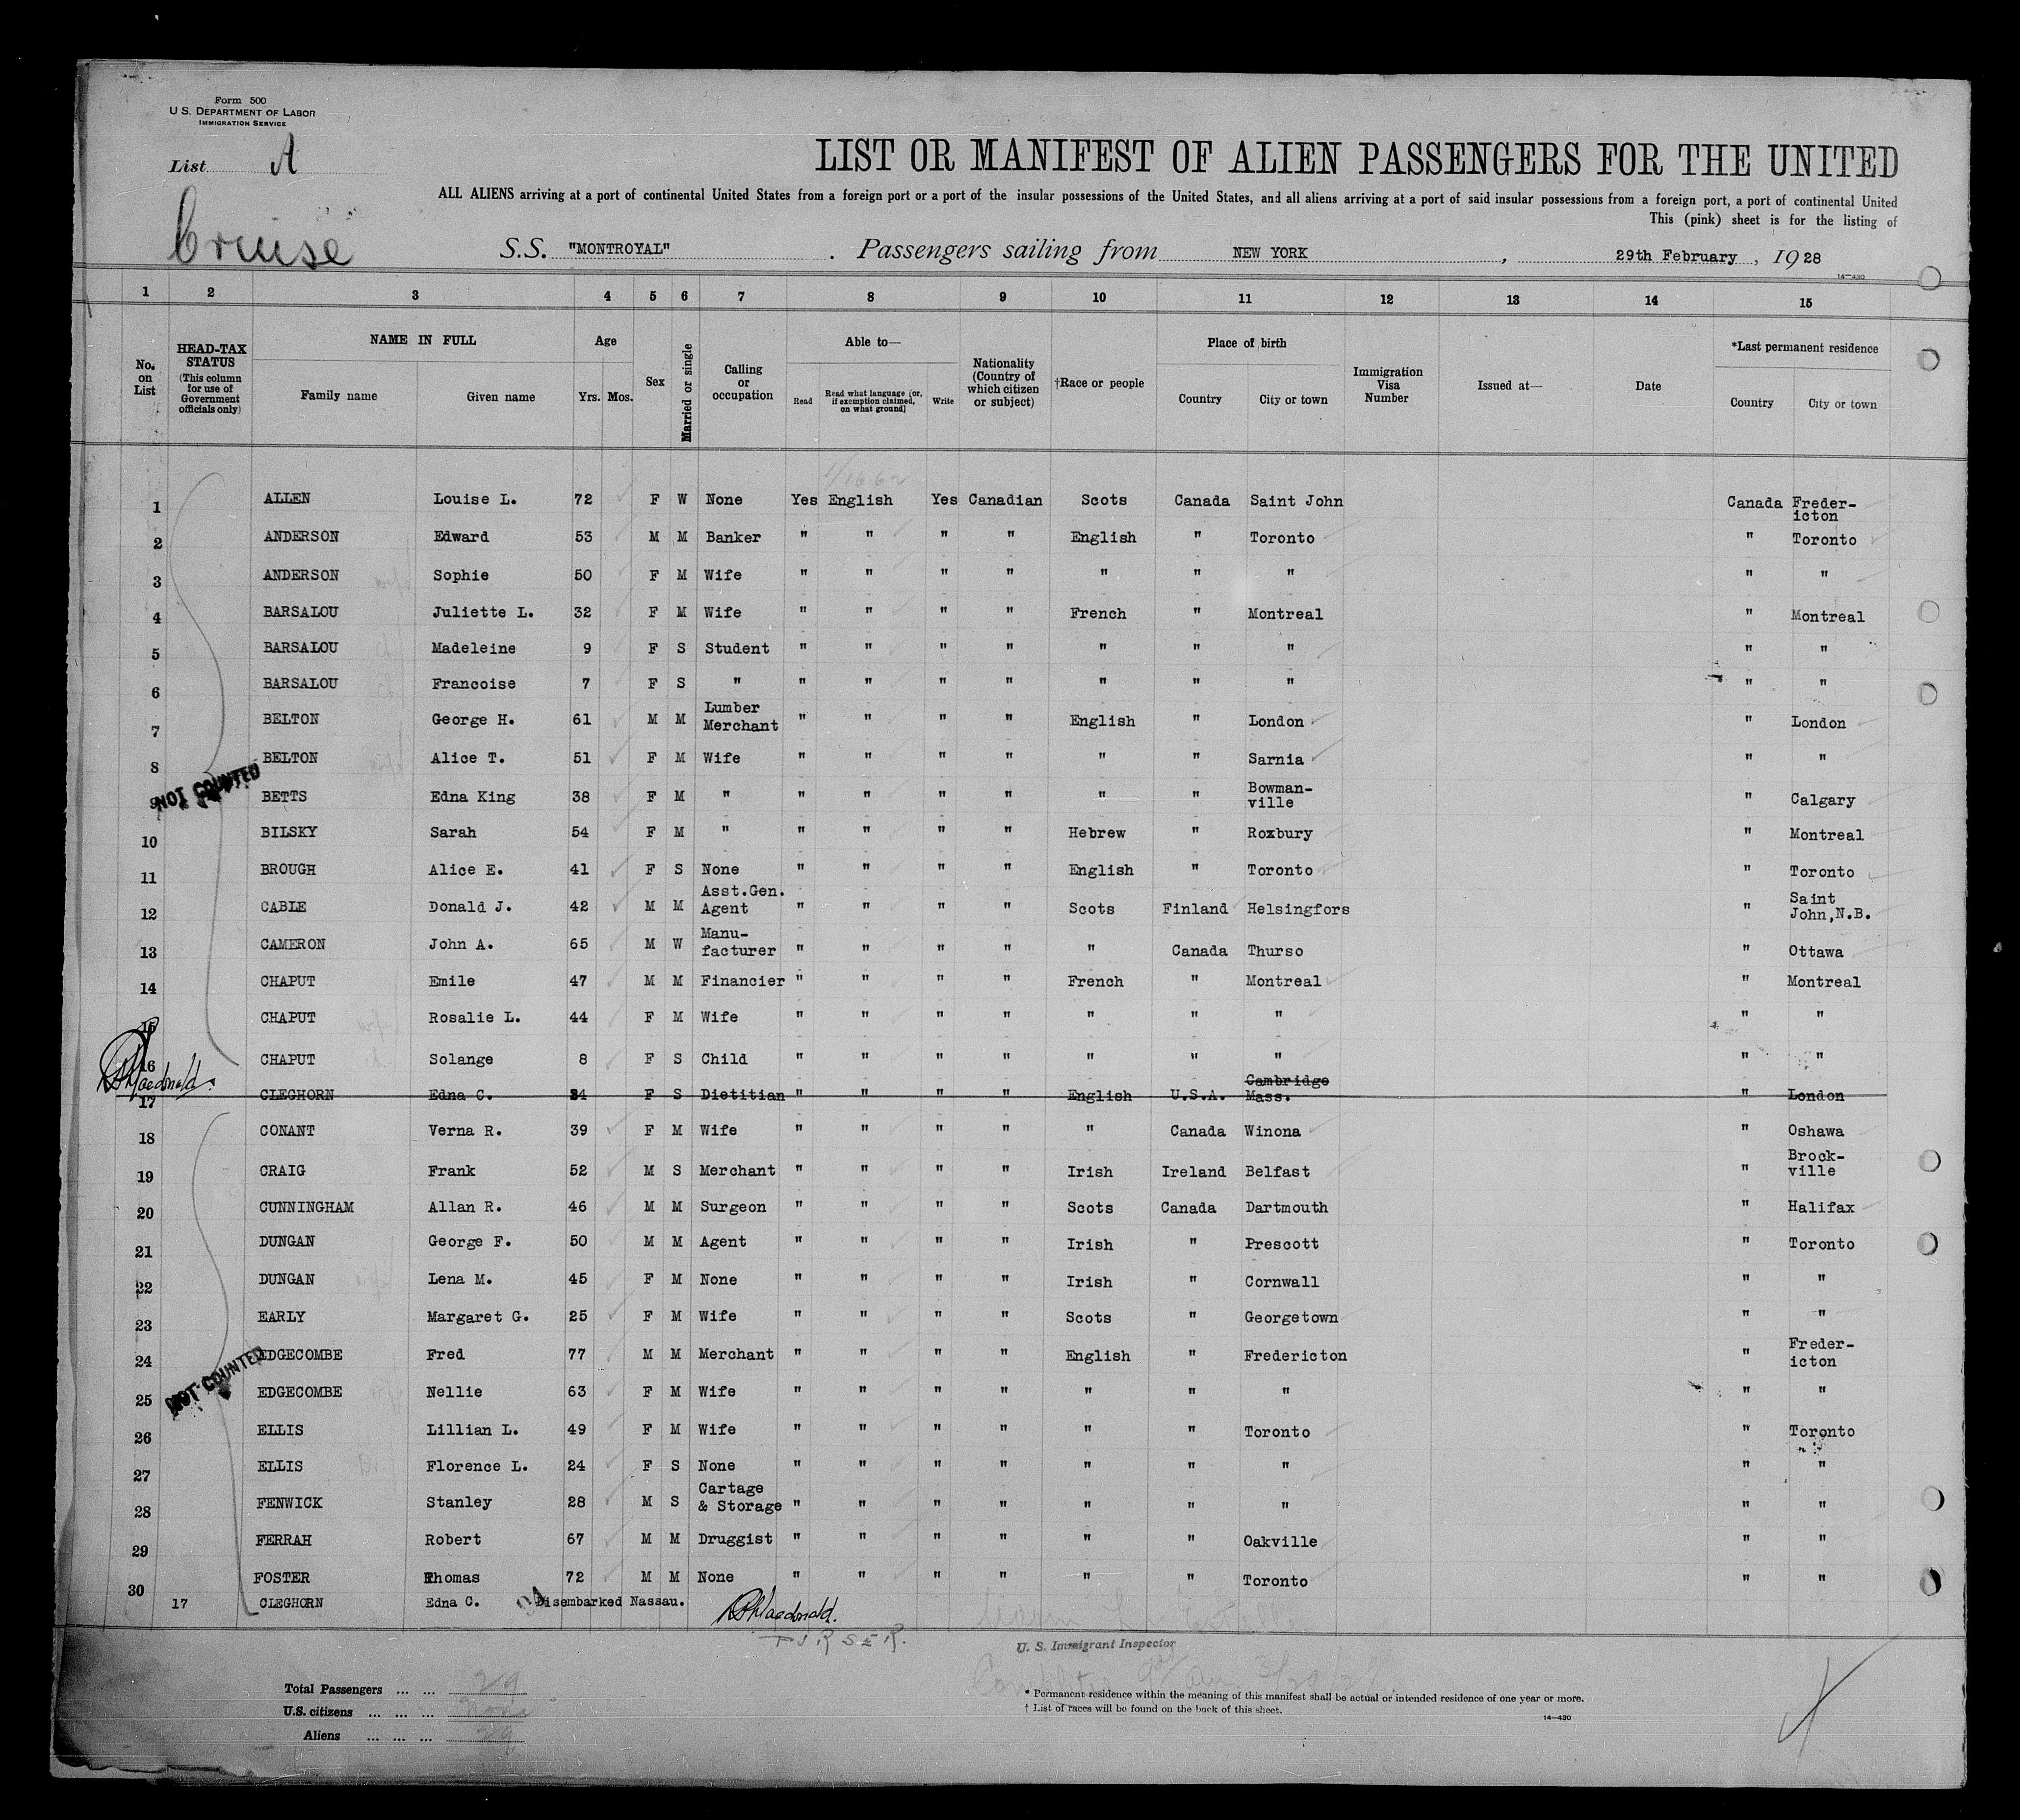 Form 500
U S. DEPARTMENT OF LABOR
IMMIGRATION SERVICE
List A
LIST OR MANIFEST OF ALIEN PASSENGERS FOR THE UNITED
ALL ALIENS arriving at a port of continental United States from a foreign port or a port of the insular possessions of the United States, and all aliens arriving at a port of said insular possessions from a foreign port, a port of continental United
This (pink) sheet is for the listing of
Cruise
S.S. "MONTROYAL" . Passengers sailing from NEW YORK , 29th February , 1928
14—430
1 2 3 4 5 6 7 8 9 10 11 12 13 14 15
No. on List
HEAD-TAX STATUS (This column for use of Government officials only)
NAME IN FULL
Family name Given name
Age
Yrs. Mos.
Sex
Married or single
Calling or occupation
Able to—
Read Read what language [or, if exemption claimed, on what ground] Write
Nationality (Country of which citizen or subject)
†Race or people
Place of birth
Country City or town
Immigration Visa Number
Issued at—
Date
*Last permanent residence
Country City or town
1 ALLEN Louise L. 72 F W None Yes English Yes Canadian Scots Canada Saint John Canada Freder-icton
2 ANDERSON Edward 53 M M Banker " " " " English " Toronto " Toronto
3 ANDERSON Sophie 50 F M Wife " " " " " " " " "
4 BARSALOU Juliette L. 32 F M Wife " " " " French " Montreal " Montreal
5 BARSALOU Madeleine 9 F S Student " " " " " " " " "
6 BARSALOU Francoise 7 F S " " " " " " " " " "
7 BELTON George H. 61 M M Lumber Merchant " " " " English " London " London
8 BELTON Alice T. 51 F M Wife " " " " " " Sarnia " "
9 BETTS Edna King 38 F M " " " " " " " Bowman-ville " Calgary
NOT COUNTED
10 BILSKY Sarah 54 F M " " " " " Hebrew " Roxbury " Montreal
11 BROUGH Alice E. 41 F S None " " " " English " Toronto " Toronto
12 CABLE Donald J. 42 M M Asst.Gen. Agent " " " " Scots Finland Helsingfors " Saint John,N.B.
13 CAMERON John A. 65 M W Manu-facturer " " " " " Canada Thurso " Ottawa
14 CHAPUT Emile 47 M M Financier " " " " French " Montreal " Montreal
15 CHAPUT Rosalie L. 44 F M Wife " " " " " " " " "
16 CHAPUT Solange 8 F S Child " " " " " " " " "
Macdonald.
17 CLEGHORN Edna C. 34 F S Dietitian " " " " English U.S.A. Cambridge Mass. " London
18 CONANT Verna R. 39 F M Wife " " " " " Canada Winona " Oshawa
19 CRAIG Frank 52 M S Merchant " " " " Irish Ireland Belfast " Brock-ville
20 CUNNINGHAM Allan R. 46 M M Surgeon " " " " Scots Canada Dartmouth " Halifax
21 DUNGAN George F. 50 M M Agent " " " " Irish " Prescott " Toronto
22 DUNGAN Lena M. 45 F M None " " " " Irish " Cornwall " "
23 EARLY Margaret G. 25 F M Wife " " " " Scots " Georgetown " "
24 EDGECOMBE Fred 77 M M Merchant " " " " English " Fredericton " Freder-icton
NOT COUNTED
25 EDGECOMBE Nellie 63 F M Wife " " " " " " " " "
26 ELLIS Lillian L. 49 F M Wife " " " " " " Toronto " Toronto
27 ELLIS Florence L. 24 F S None " " " " " " " " "
28 FENWICK Stanley 28 M S Cartage & Storage " " " " " " " " "
29 FERRAH Robert 67 M M Druggist " " " " " " Oakville " "
30 FOSTER Thomas 72 M M None " " " " " " Toronto " "
17 CLEGHORN Edna C. Disembarked Nassau. Macdonald.
PURSER.
U. S. Immigrant Inspector
Total Passengers ... ... 29
U.S. citizens ... ... ... None
Aliens ... ... ... 29
* Permanent residence within the meaning of this manifest shall be actual or intended residence of one year or more.
† List of races will be found on the back of this sheet.
14—430